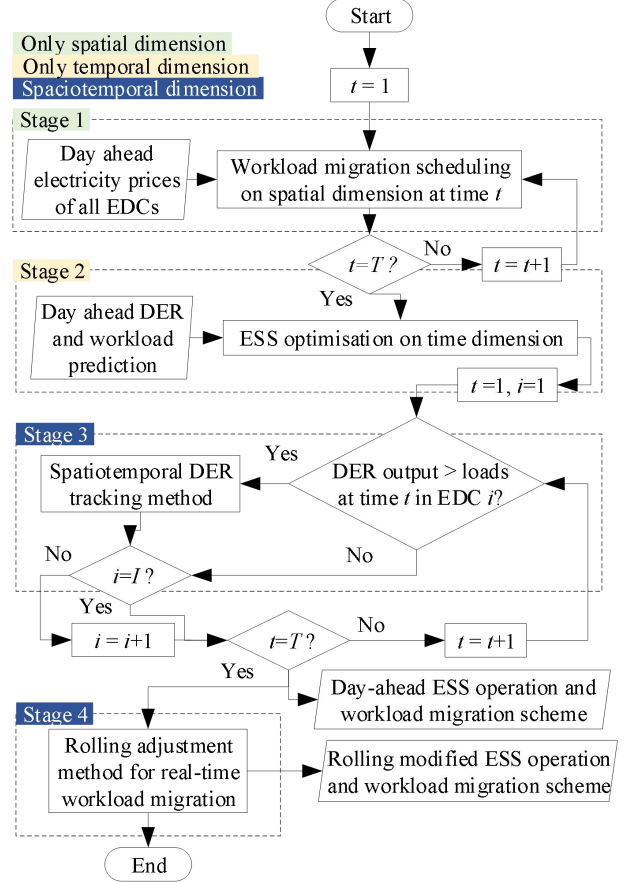 Start
Only spatial dimension
Only temporal dimension
Spaciotemporal dimension
t = 1
Stage 1
Day ahead
electricity prices
of all EDCs
Workload migration scheduling
on spatial dimension at time t
t=T ?
No
t = t+1
Yes
Stage 2
Day ahead DER
and workload
prediction
ESS optimisation on time dimension
t =1, i=1
Stage 3
Yes
Spatiotemporal DER
tracking method
DER output > loads
at time t in EDC i?
No
No
i=I ?
Yes
i = i+1
t=T ?
No
t = t+1
Yes
Day-ahead ESS operation and
workload migration scheme
Stage 4
Rolling adjustment
method for real-time
workload migration
Rolling modified ESS operation
and workload migration scheme
End